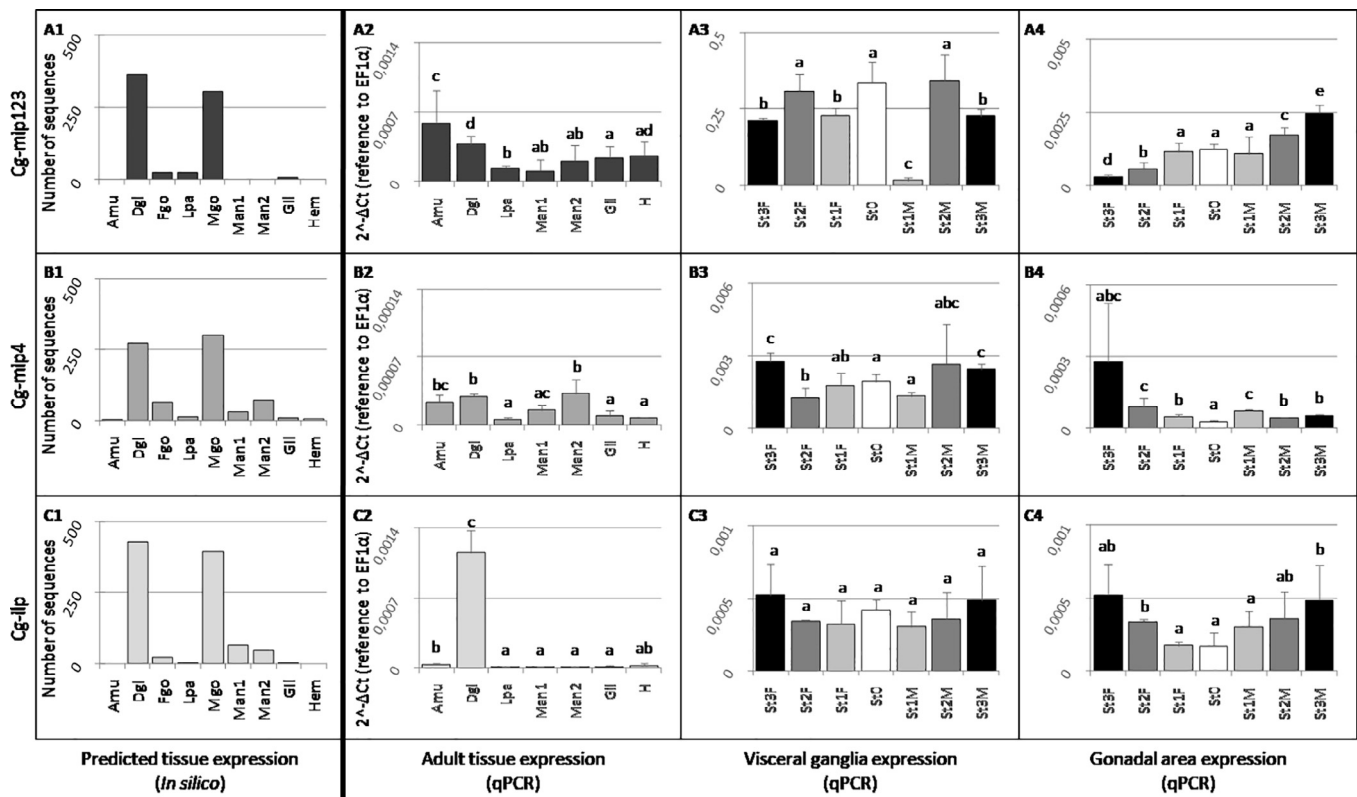 Cg-mip123
A1
Number of sequences
500
250
0
Amu
Dgl
Fgo
Lpa
Mgo
Man1
Man2
Gll
Hem
A2
2^-ΔCt (reference to EF1α)
0,0014
0,0007
0
c
d
b
ab
ab
a
ad
Amu
Dgl
Lpa
Man1
Man2
Gll
H
A3
0,5
0,25
0
b
a
b
a
c
a
b
St3F
St2F
St1F
St0
St1M
St2M
St3M
A4
0,005
0,0025
0
d
b
a
a
a
c
e
St3F
St2F
St1F
St0
St1M
St2M
St3M
Cg-mip4
B1
Number of sequences
500
250
0
Amu
Dgl
Fgo
Lpa
Mgo
Man1
Man2
Gll
Hem
B2
2^-ΔCt (reference to EF1α)
0,00014
0,00007
0
bc
b
a
ac
b
a
a
Amu
Dgl
Lpa
Man1
Man2
Gll
H
B3
0,006
0,003
0
c
b
ab
a
a
abc
c
St3F
St2F
St1F
St0
St1M
St2M
St3M
B4
0,0006
0,0003
0
abc
c
b
a
c
b
b
St3F
St2F
St1F
St0
St1M
St2M
St3M
Cg-Ilp
C1
Number of sequences
500
250
0
Amu
Dgl
Fgo
Lpa
Mgo
Man1
Man2
Gll
Hem
C2
2^-ΔCt (reference to EF1α)
0,0014
0,0007
0
b
c
a
a
a
a
ab
Amu
Dgl
Lpa
Man1
Man2
Gll
H
C3
0,001
0,0005
0
a
a
a
a
a
a
a
St3F
St2F
St1F
St0
St1M
St2M
St3M
C4
0,001
0,0005
0
ab
b
a
a
a
ab
b
St3F
St2F
St1F
St0
St1M
St2M
St3M
Predicted tissue expression
(In silico)
Adult tissue expression
(qPCR)
Visceral ganglia expression
(qPCR)
Gonadal area expression
(qPCR)